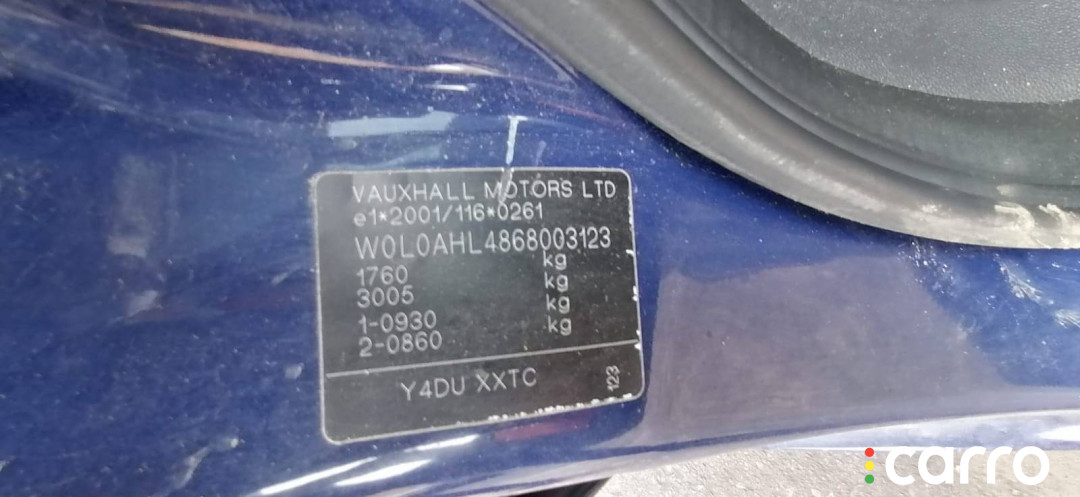 VAUXHALL MOTORS LTD
e1*2001/116*0261
W0L0AHL4868003123
1760 kg
3005 kg
1-0930 kg
2-0860 kg
Y4DU XXTC
123
carro